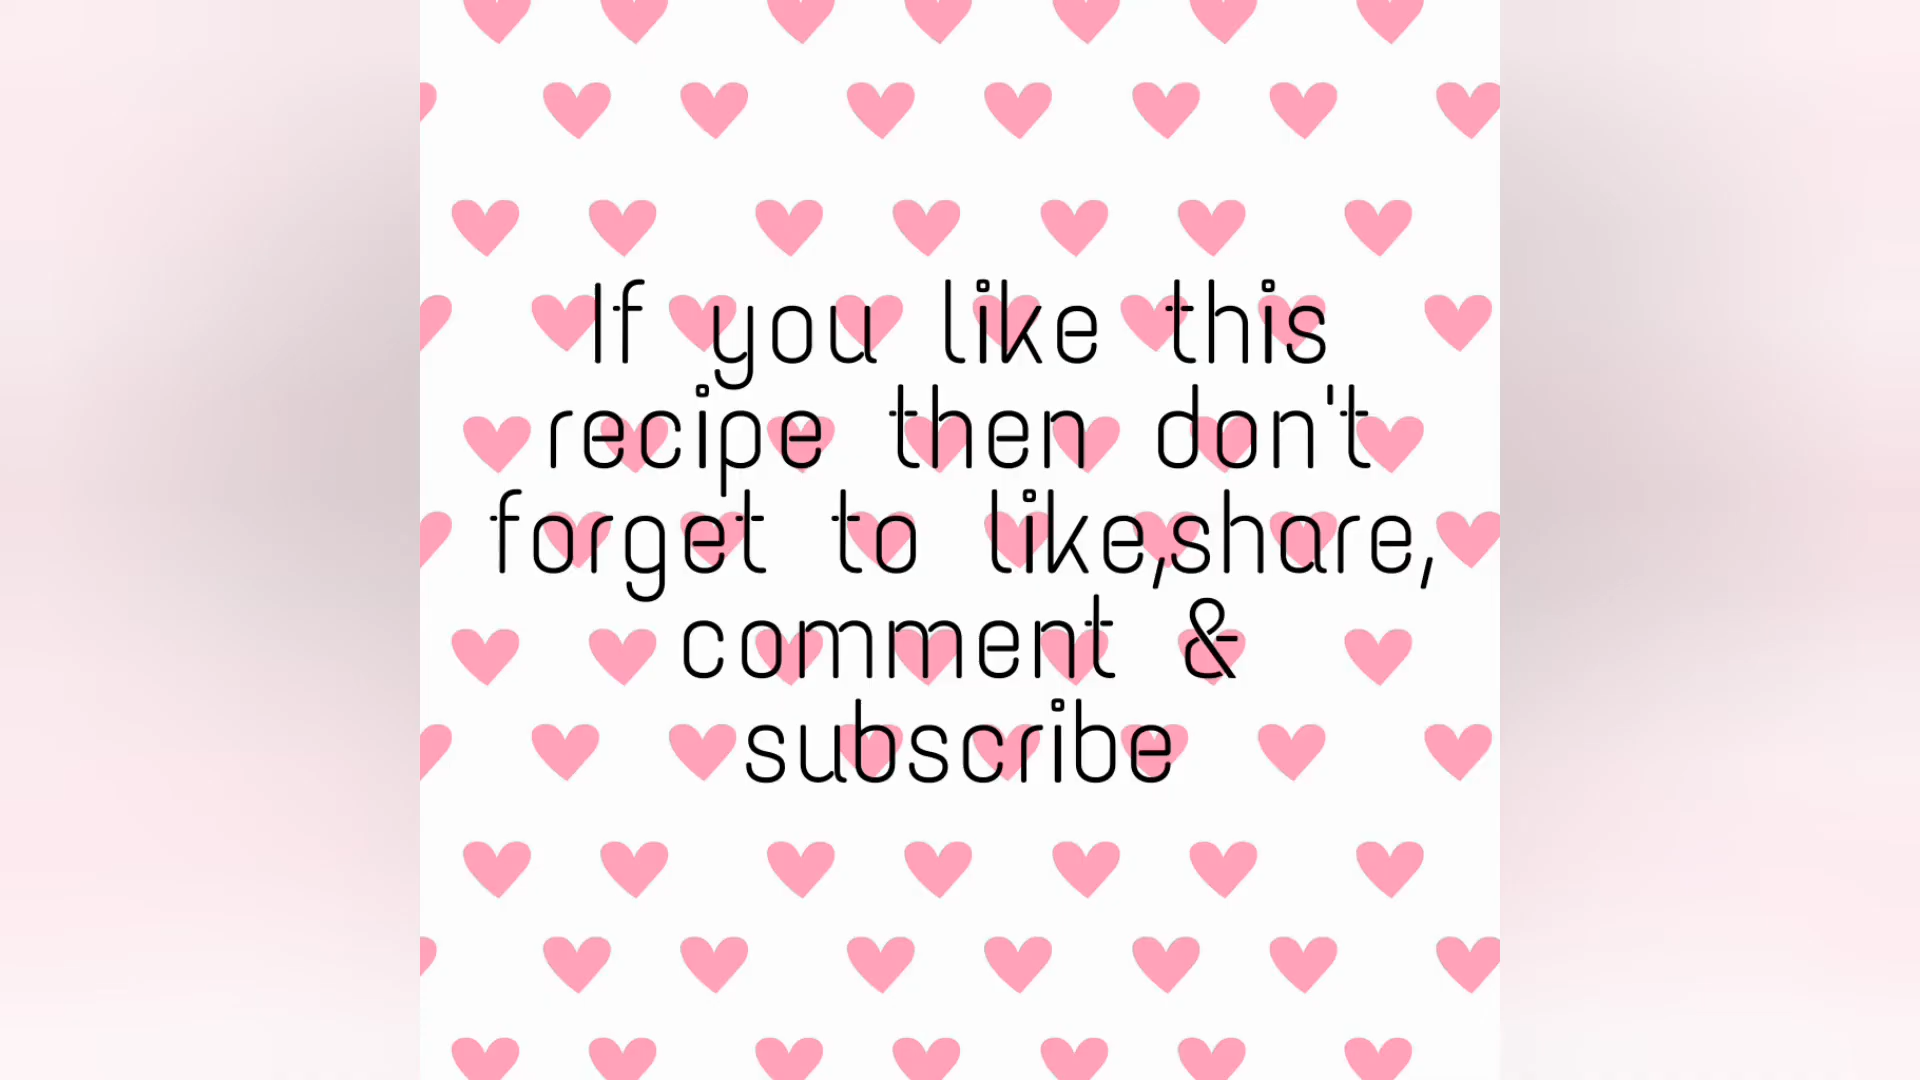 If you like this
recipe then don't
forget to like,share,
comment &
subscribe